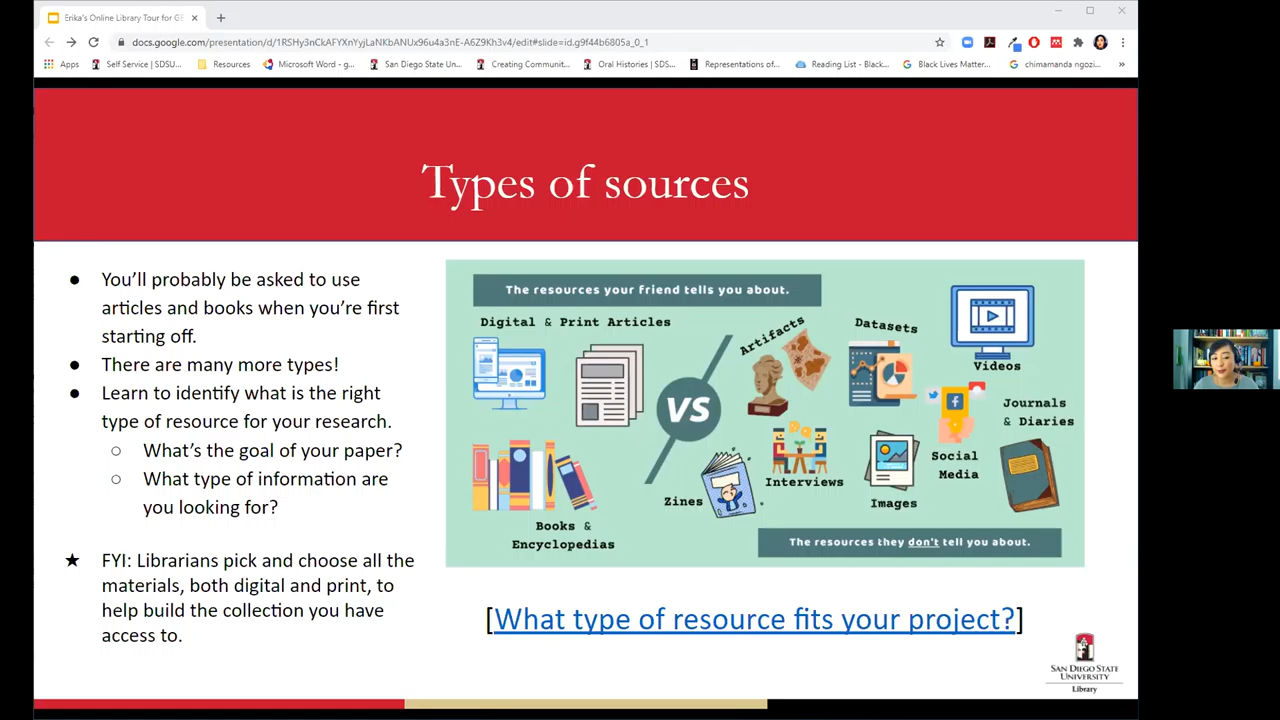 Erika's Online Library Tour for GE
docs.google.com/presentation/d/1RSHy3nCkAFYXnYyjLaNKbANUx96u4a3nE-A6Z9Kh3v4/edit#slide=id.g9f44b6805a_0_1
Apps Self Service | SDSU... Resources Microsoft Word - g... San Diego State Un... Creating Communit... Oral Histories | SDS... Representations of... Reading List - Black... Black Lives Matter... chimamanda ngozi... »
Types of sources
● You'll probably be asked to use
articles and books when you're first
starting off.
● There are many more types!
● Learn to identify what is the right
type of resource for your research.
○ What's the goal of your paper?
○ What type of information are
you looking for?
★ FYI: Librarians pick and choose all the
materials, both digital and print, to
help build the collection you have
access to.
The resources your friend tells you about.
Digital & Print Articles
Books &
Encyclopedias
VS
Artifacts
Datasets
Videos
Journals
& Diaries
Social
Media
Interviews
Zines
Images
The resources they don't tell you about.
[What type of resource fits your project?]
SAN DIEGO STATE
UNIVERSITY
Library